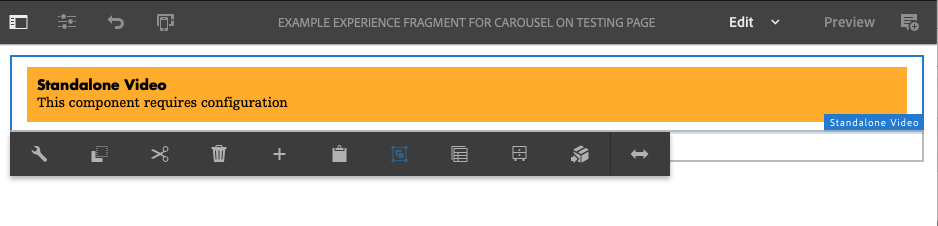 EXAMPLE EXPERIENCE FRAGMENT FOR CAROUSEL ON TESTING PAGE
Edit
Preview
Standalone Video
This component requires configuration
Standalone Video